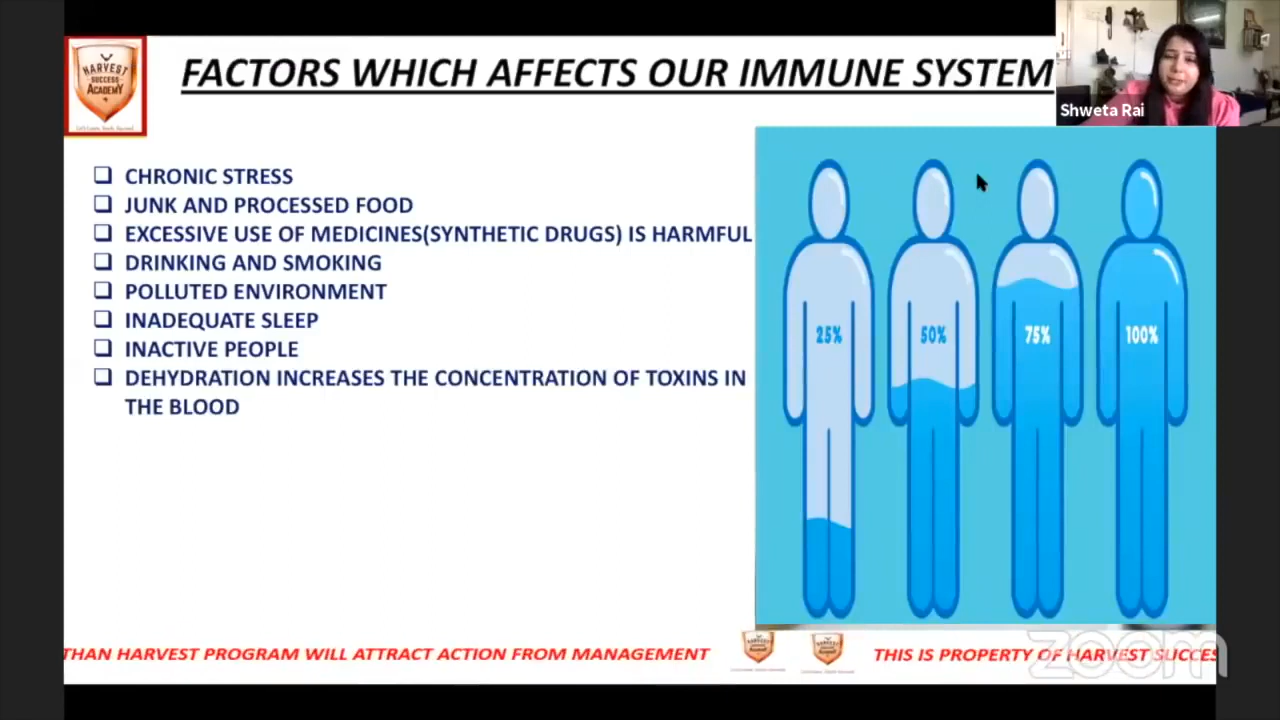 FACTORS WHICH AFFECTS OUR IMMUNE SYSTEM
Shweta Rai
HARVEST
SUCCESS
ACADEMY
❑ CHRONIC STRESS
❑ JUNK AND PROCESSED FOOD
❑ EXCESSIVE USE OF MEDICINES(SYNTHETIC DRUGS) IS HARMFUL
❑ DRINKING AND SMOKING
❑ POLLUTED ENVIRONMENT
❑ INADEQUATE SLEEP
❑ INACTIVE PEOPLE
❑ DEHYDRATION INCREASES THE CONCENTRATION OF TOXINS IN
THE BLOOD
25% 50% 75% 100%
THAN HARVEST PROGRAM WILL ATTRACT ACTION FROM MANAGEMENT
THIS IS PROPERTY OF HARVEST SUCCES
zoom